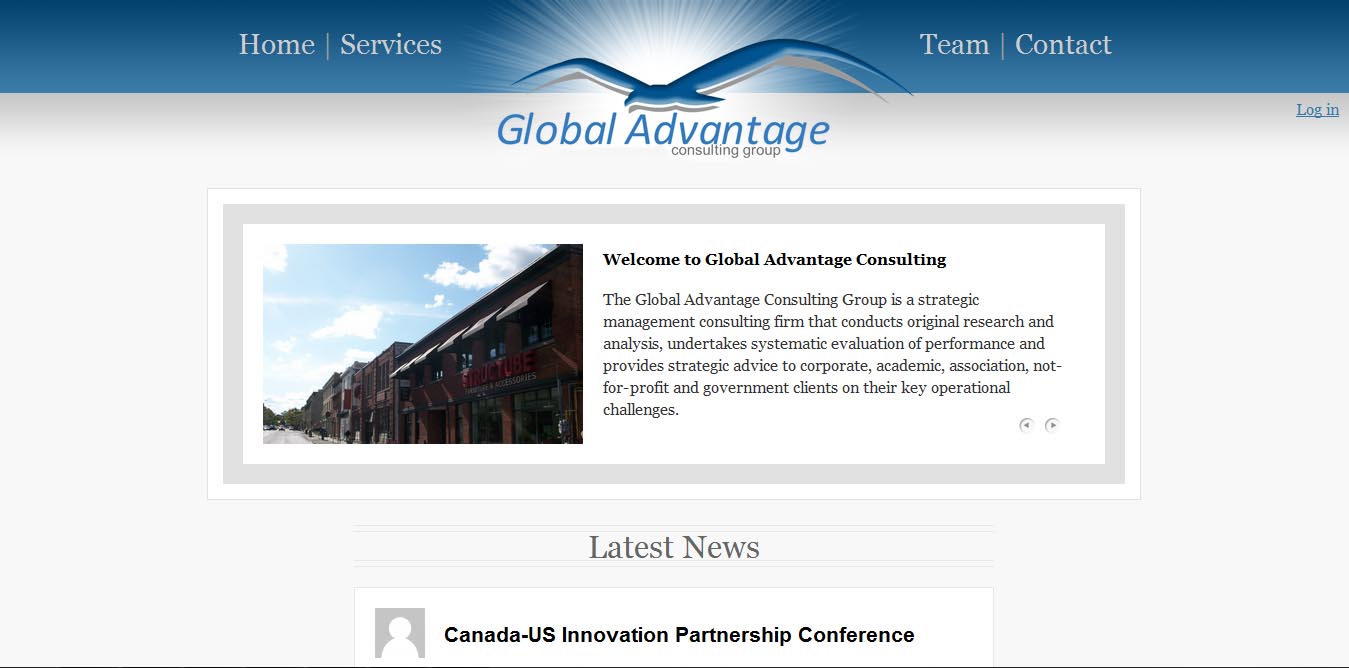 Home | Services
Team | Contact
Log in
Global Advantage
consulting group
Welcome to Global Advantage Consulting
The Global Advantage Consulting Group is a strategic
management consulting firm that conducts original research and
analysis, undertakes systematic evaluation of performance and
provides strategic advice to corporate, academic, association, not-
for-profit and government clients on their key operational
challenges.
STRUCTUBE
FURNITURE & ACCESSORIES
Latest News
Canada-US Innovation Partnership Conference